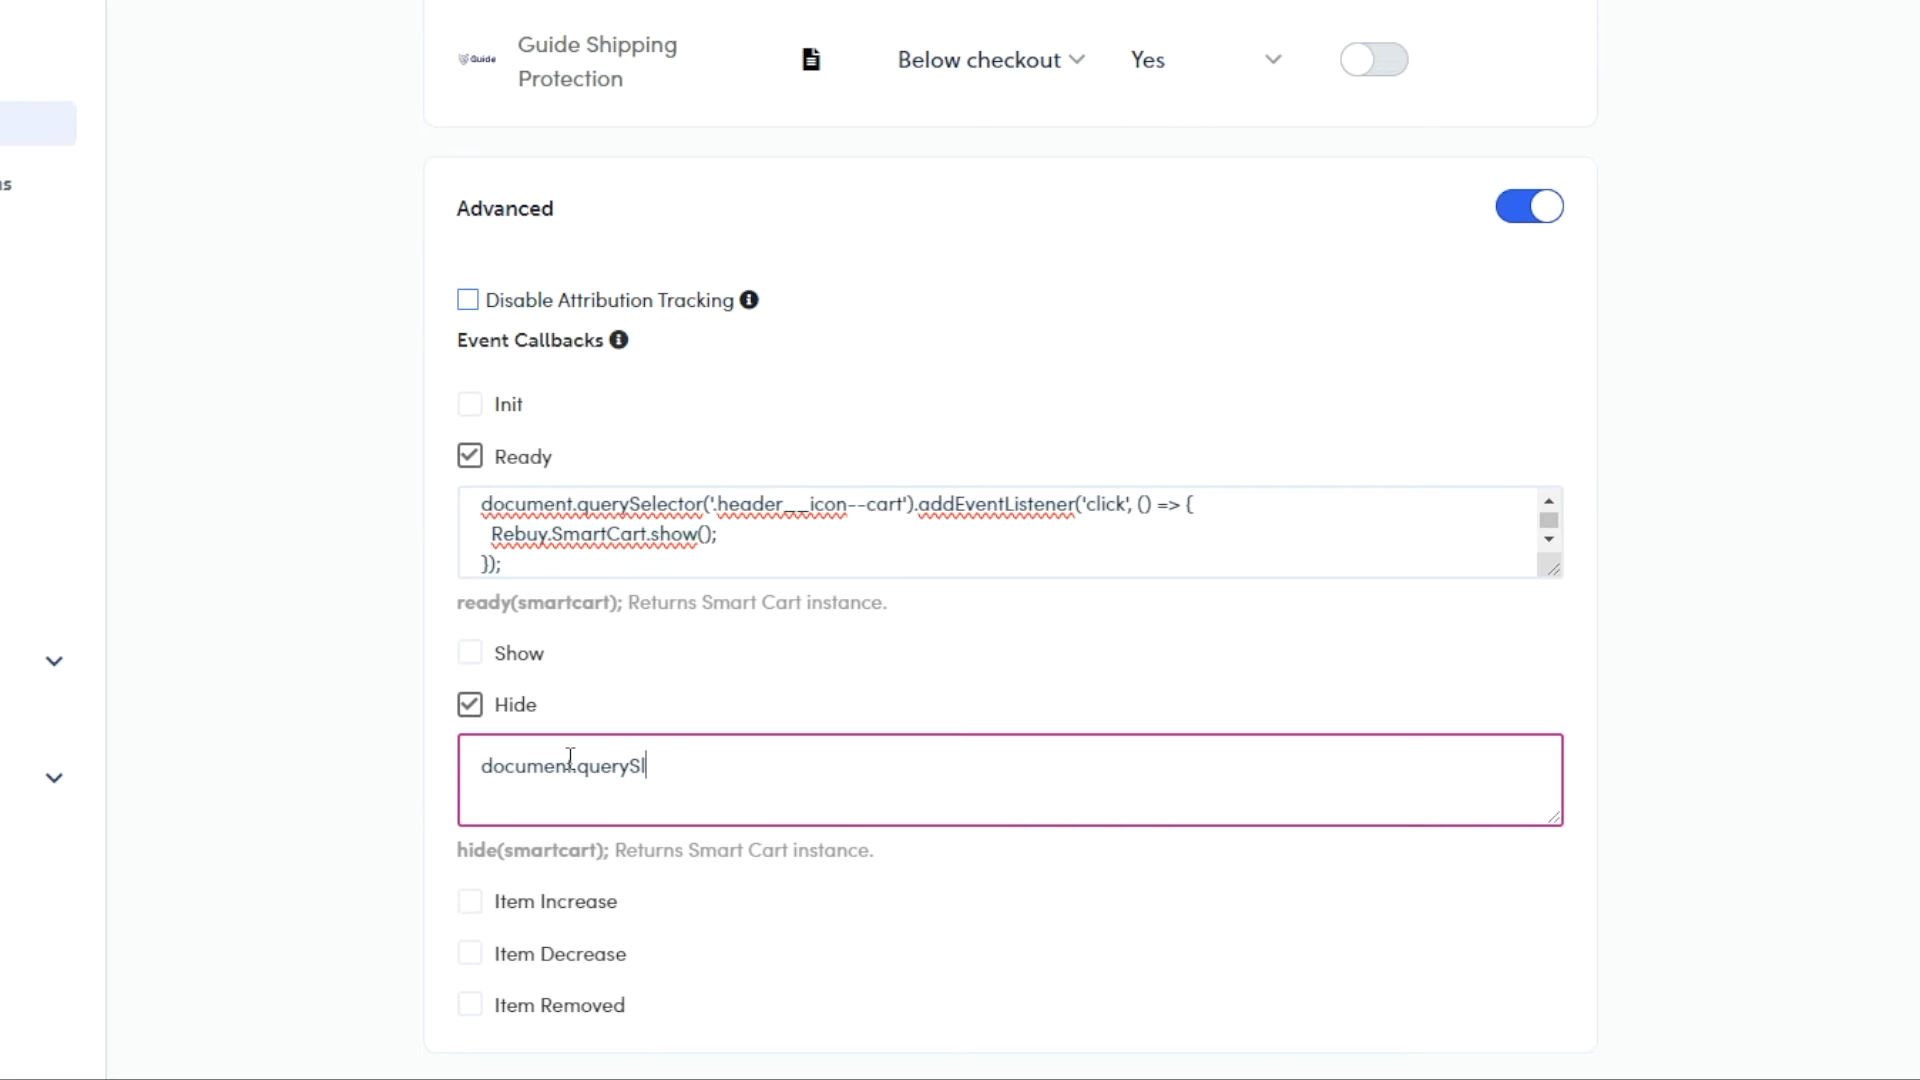 Guide
Guide Shipping
Protection
Below checkout
Yes
s
Advanced
Disable Attribution Tracking
Event Callbacks
Init
Ready
document.querySelector('.header__icon--cart').addEventListener('click', () => {
Rebuy.SmartCart.show();
});
ready(smartcart); Returns Smart Cart instance.
Show
Hide
document.querySl
hide(smartcart); Returns Smart Cart instance.
Item Increase
Item Decrease
Item Removed